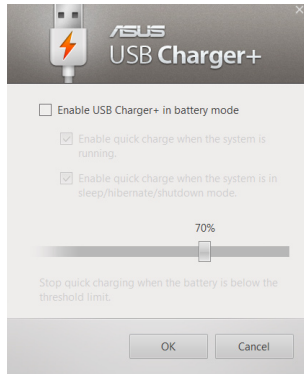 ASUS
USB Charger+
Enable USB Charger+ in battery mode
Enable quick charge when the system is
running.
Enable quick charge when the system is in
sleep/hibernate/shutdown mode.
70%
Stop quick charging when the battery is below the
threshold limit.
OK Cancel